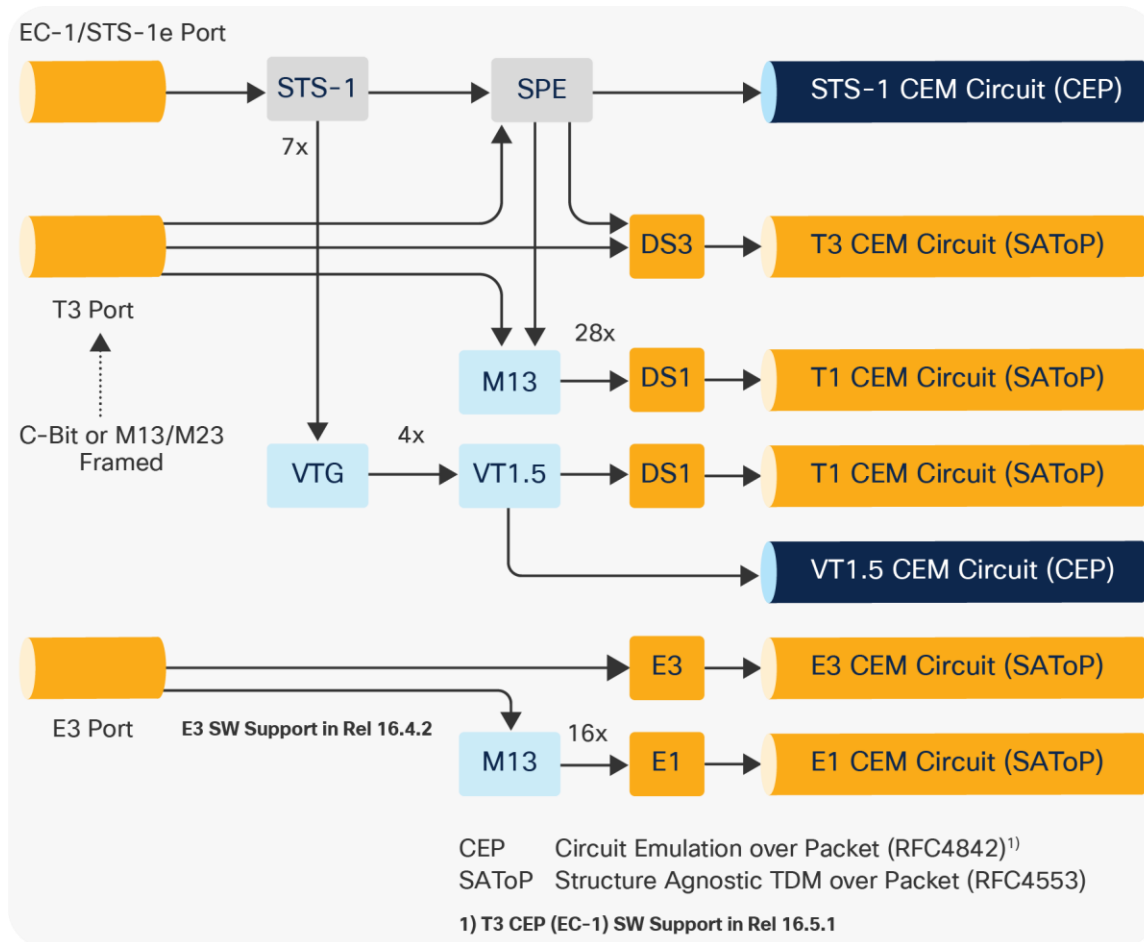 EC-1/STS-1e Port
STS-1
SPE
STS-1 CEM Circuit (CEP)
7x
DS3
T3 CEM Circuit (SAToP)
T3 Port
28x
M13
DS1
T1 CEM Circuit (SAToP)
C-Bit or M13/M23
Framed
4x
VTG
VT1.5
DS1
T1 CEM Circuit (SAToP)
VT1.5 CEM Circuit (CEP)
E3
E3 CEM Circuit (SAToP)
E3 Port
E3 SW Support in Rel 16.4.2
16x
M13
E1
E1 CEM Circuit (SAToP)
CEP Circuit Emulation over Packet (RFC4842)1)
SAToP Structure Agnostic TDM over Packet (RFC4553)
1) T3 CEP (EC-1) SW Support in Rel 16.5.1